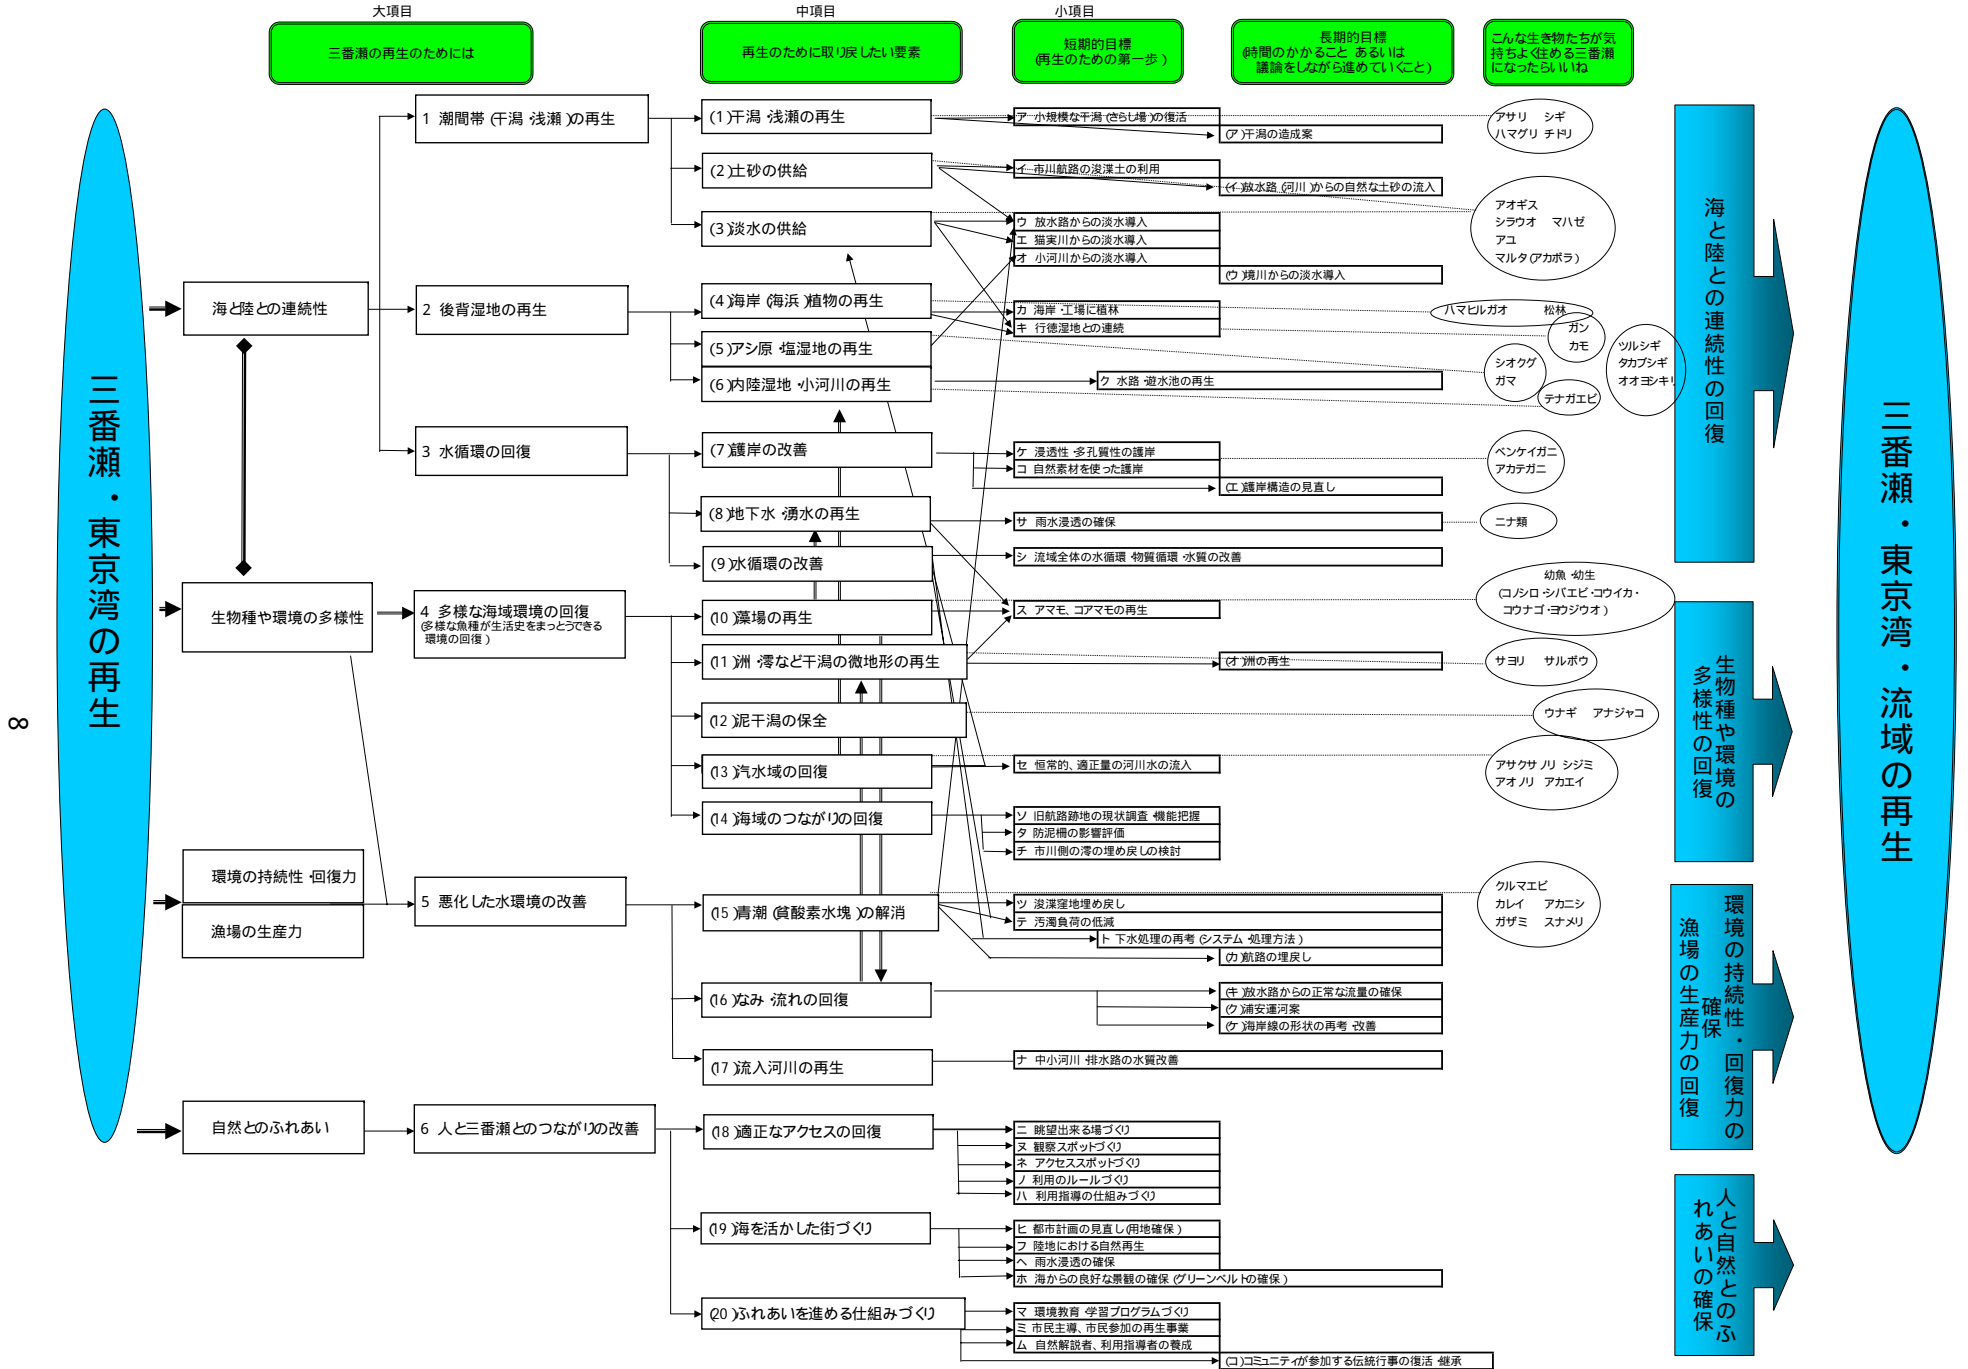 大項目
中項目
小項目
三番瀬の再生のためには
再生のために取り戻したい要素
短期的目標
(再生のための第一歩)
長期的目標
(時間のかかること あるいは
議論をしながら進めていくこと)
こんな生き物たちが気
持ちよく住める三番瀬
になったらいいね
三番瀬・東京湾の再生
海と陸との連続性
生物種や環境の多様性
環境の持続性・回復力
漁場の生産力
自然とのふれあい
1 潮間帯(干潟・浅瀬)の再生
2 後背湿地の再生
3 水循環の回復
4 多様な海域環境の回復
(多様な魚種が生活史をまっとうできる
環境の回復)
5 悪化した水環境の改善
6 人と三番瀬とのつながりの改善
(1)干潟・浅瀬の再生
(2)土砂の供給
(3)淡水の供給
(4)海岸(海浜)植物の再生
(5)アシ原・塩湿地の再生
(6)内陸湿地・小河川の再生
(7)護岸の改善
(8)地下水・湧水の再生
(9)水循環の改善
(10)藻場の再生
(11)洲・澪など干潟の微地形の再生
(12)泥干潟の保全
(13)汽水域の回復
(14)海域のつながりの回復
(15)青潮(貧酸素水塊)の解消
(16)なみ・流れの回復
(17)流入河川の再生
(18)適正なアクセスの回復
(19)海を活かした街づくり
(20)ふれあいを進める仕組みづくり
ア 小規模な干潟(さらし場)の復活
(ア)干潟の造成案
イ 市川航路の浚渫土の利用
(イ)放水路(河川)からの自然な土砂の流入
ウ 放水路からの淡水導入
エ 猫実川からの淡水導入
オ 小河川からの淡水導入
(ウ)境川からの淡水導入
カ 海岸・工場に植林
キ 行徳湿地との連続
ク 水路・遊水池の再生
ケ 浸透性・多孔質性の護岸
コ 自然素材を使った護岸
(エ)護岸構造の見直し
サ 雨水浸透の確保
シ 流域全体の水循環・物質循環・水質の改善
ス アマモ、コアマモの再生
(オ)洲の再生
セ 恒常的、適正量の河川水の流入
ソ 旧航路跡地の現状調査・機能把握
タ 防泥柵の影響評価
チ 市川側の澪の埋め戻しの検討
ツ 浚渫窪地埋め戻し
テ 汚濁負荷の低減
ト 下水処理の再考(システム・処理方法)
(カ)航路の埋戻し
(キ)放水路からの正常な流量の確保
(ク)浦安運河案
(ケ)海岸線の形状の再考・改善
ナ 中小河川・排水路の水質改善
ニ 眺望出来る場づくり
ヌ 観察スポットづくり
ネ アクセススポットづくり
ノ 利用のルールづくり
ハ 利用指導の仕組みづくり
ヒ 都市計画の見直し(用地確保)
フ 陸地における自然再生
ヘ 雨水浸透の確保
ホ 海からの良好な景観の確保(グリーンベルトの確保)
マ 環境教育・学習プログラムづくり
ミ 市民主導、市民参加の再生事業
ム 自然解説者、利用指導者の養成
(コ)コミュニティが参加する伝統行事の復活・継承
アサリ シギ
ハマグリ チドリ
アオギス
シラウオ マハゼ
アユ
マルタ(アカボラ)
ハマヒルガオ 松林
ガン
カモ
ツルシギ
タカブシギ
オオヨシキリ
シオクグ
ガマ
テナガエビ
ベンケイガニ
アカテガニ
ニナ類
幼魚・幼生
(コノシロ・シバエビ・コウイカ・
コウナゴ・ヨウジウオ)
サヨリ サルボウ
ウナギ アナジャコ
アサクサノリ シジミ
アオノリ アカエイ
クルマエビ
カレイ アカニシ
ガザミ スナメリ
海と陸との連続性の回復
生物種や環境の
多様性の回復
環境の持続性・回復力の
確保
漁場の生産力の回復
人と自然とのふ
れあいの確保
三番瀬・東京湾・流域の再生
8